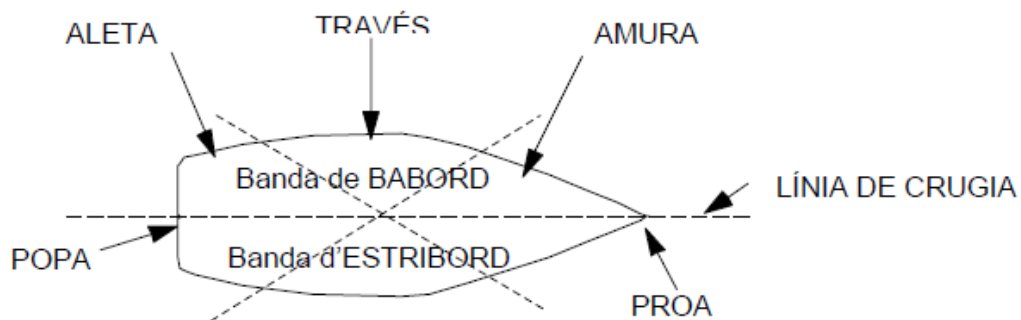 ALETA
TRAVÉS
AMURA
Banda de BABORD
LÍNIA DE CRUGIA
Banda d'ESTRIBORD
POPA
PROA